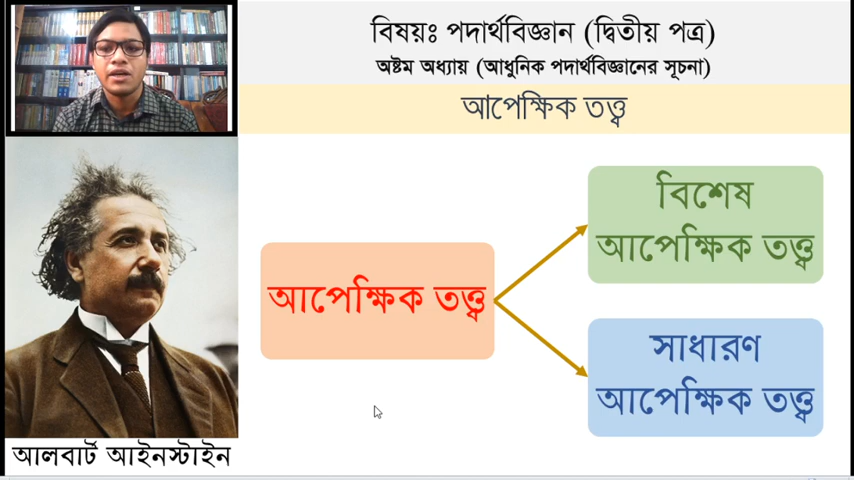 বিষয়ঃ পদার্থবিজ্ঞান (দ্বিতীয় পত্র)
অষ্টম অধ্যায় (আধুনিক পদার্থবিজ্ঞানের সূচনা)
আপেক্ষিক তত্ত্ব
আপেক্ষিক তত্ত্ব
বিশেষ
আপেক্ষিক তত্ত্ব
সাধারণ
আপেক্ষিক তত্ত্ব
আলবার্ট আইনস্টাইন